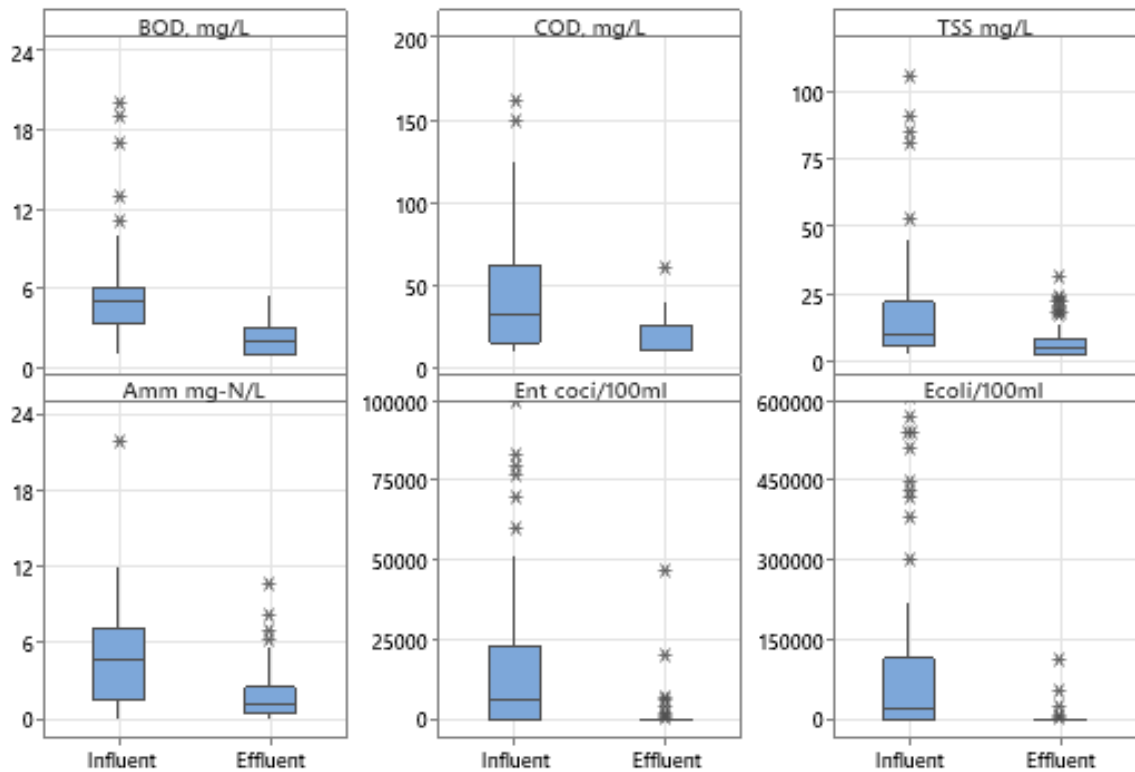 BOD, mg/L COD, mg/L TSS mg/L
24 200
18 150 100
12 100 75
6 50 50
0 0 25
0
Amm mg-N/L Ent coci/100ml Ecoli/100ml
24 100000 600000
18 75000 450000
12 50000 300000
6 25000 150000
0 0 0
Influent Effluent Influent Effluent Influent Effluent